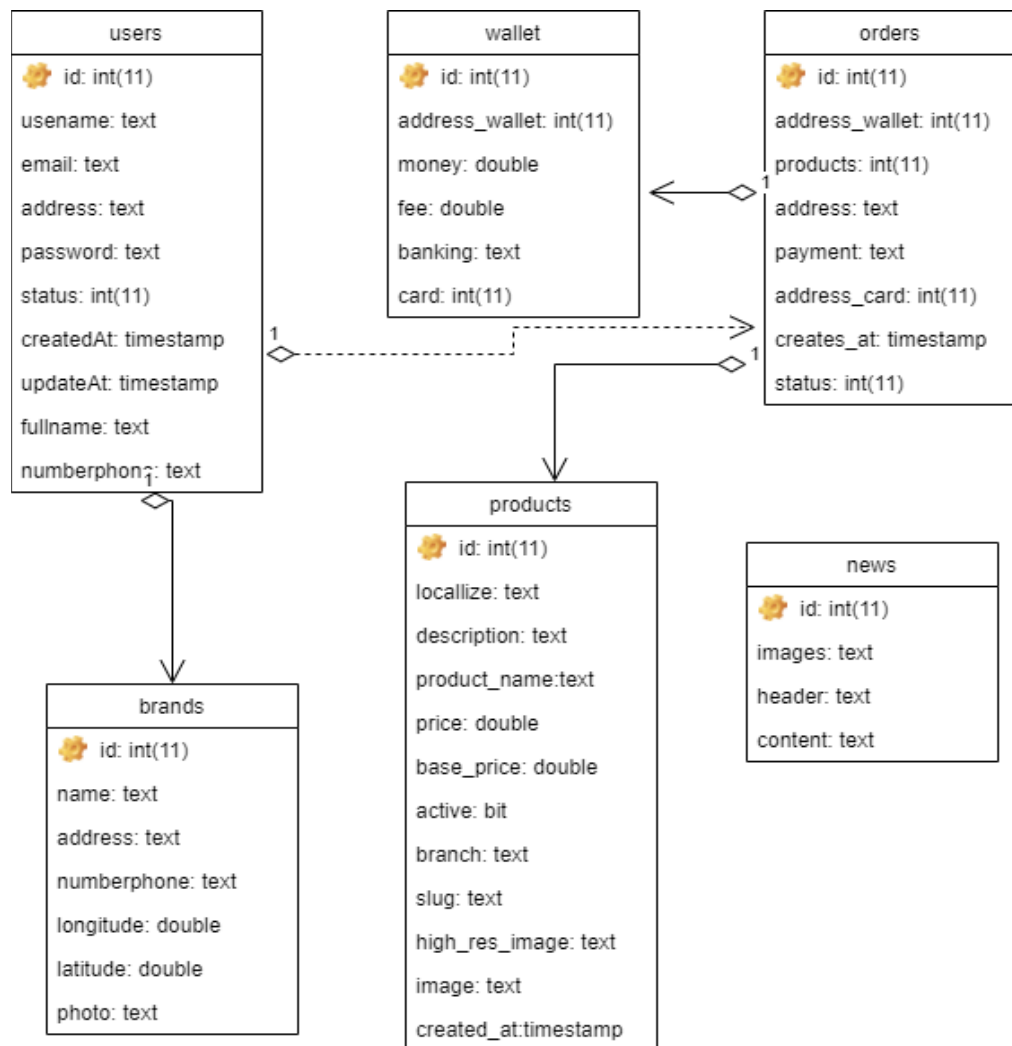 users
id: int(11)
usename: text
email: text
address: text
password: text
status: int(11)
createdAt: timestamp
updateAt: timestamp
fullname: text
numberphone: text
wallet
id: int(11)
address_wallet: int(11)
money: double
fee: double
banking: text
card: int(11)
orders
id: int(11)
address_wallet: int(11)
products: int(11)
address: text
payment: text
address_card: int(11)
creates_at: timestamp
status: int(11)
1
1
1
1
brands
id: int(11)
name: text
address: text
numberphone: text
longitude: double
latitude: double
photo: text
products
id: int(11)
locallize: text
description: text
product_name:text
price: double
base_price: double
active: bit
branch: text
slug: text
high_res_image: text
image: text
created_at:timestamp
news
id: int(11)
images: text
header: text
content: text